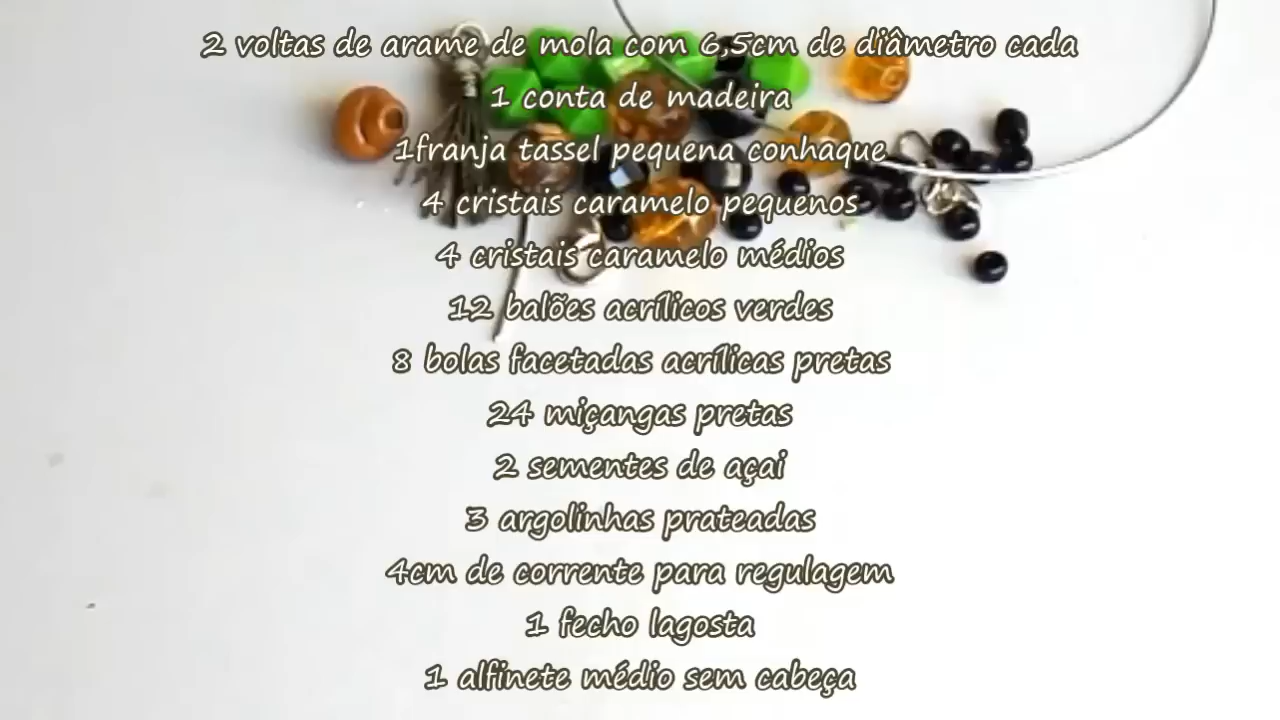 2 voltas de arame de mola com 6,5cm de diâmetro cada
1 conta de madeira
1franja tassel pequena conhaque
4 cristais caramelo pequenos
4 cristais caramelo médios
12 balões acrílicos verdes
8 bolas facetadas acrílicas pretas
24 miçangas pretas
2 sementes de açai
3 argolinhas prateadas
4cm de corrente para regulagem
1 fecho lagosta
1 alfinete médio sem cabeça